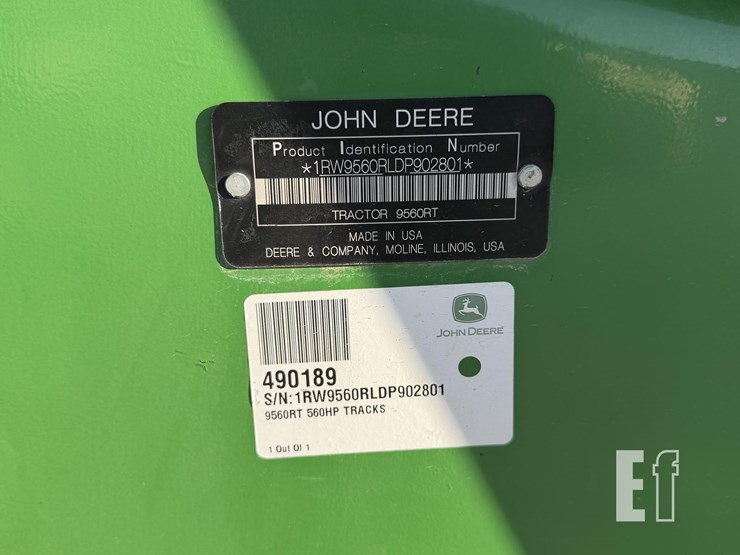 JOHN DEERE
Product Identification Number
*1RW9560RLDP902801*
TRACTOR 9560RT
MADE IN USA
DEERE & COMPANY, MOLINE, ILLINOIS, USA
JOHN DEERE
490189
S/N:1RW9560RLDP902801
9560RT 560HP TRACKS
1 Out Of 1
Ef